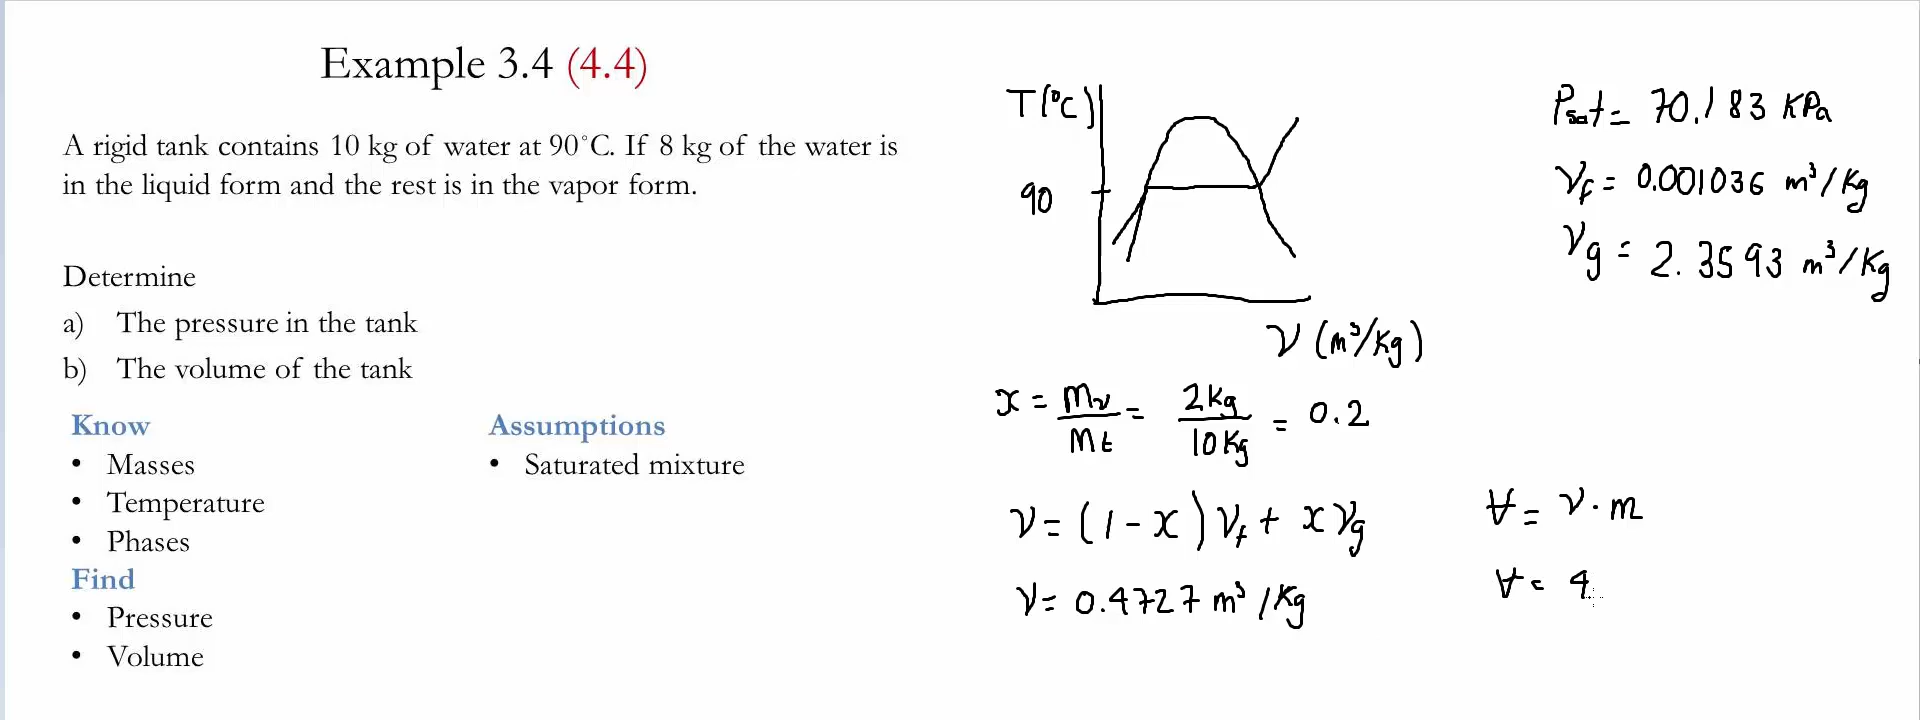 Example 3.4 (4.4)
A rigid tank contains 10 kg of water at 90°C. If 8 kg of the water is
in the liquid form and the rest is in the vapor form.
Determine
a) The pressure in the tank
b) The volume of the tank
Know
• Masses
• Temperature
• Phases
Find
• Pressure
• Volume
Assumptions
• Saturated mixture
T(°C)
90
ν (m³/Kg)
x = mv/mt = 2Kg/10Kg = 0.2
ν = (1 - x) νf + x νg
ν = 0.4727 m³/Kg
Psat = 70.183 KPa
νf = 0.001036 m³/Kg
νg = 2.3593 m³/Kg
V = ν · m
V = 4.